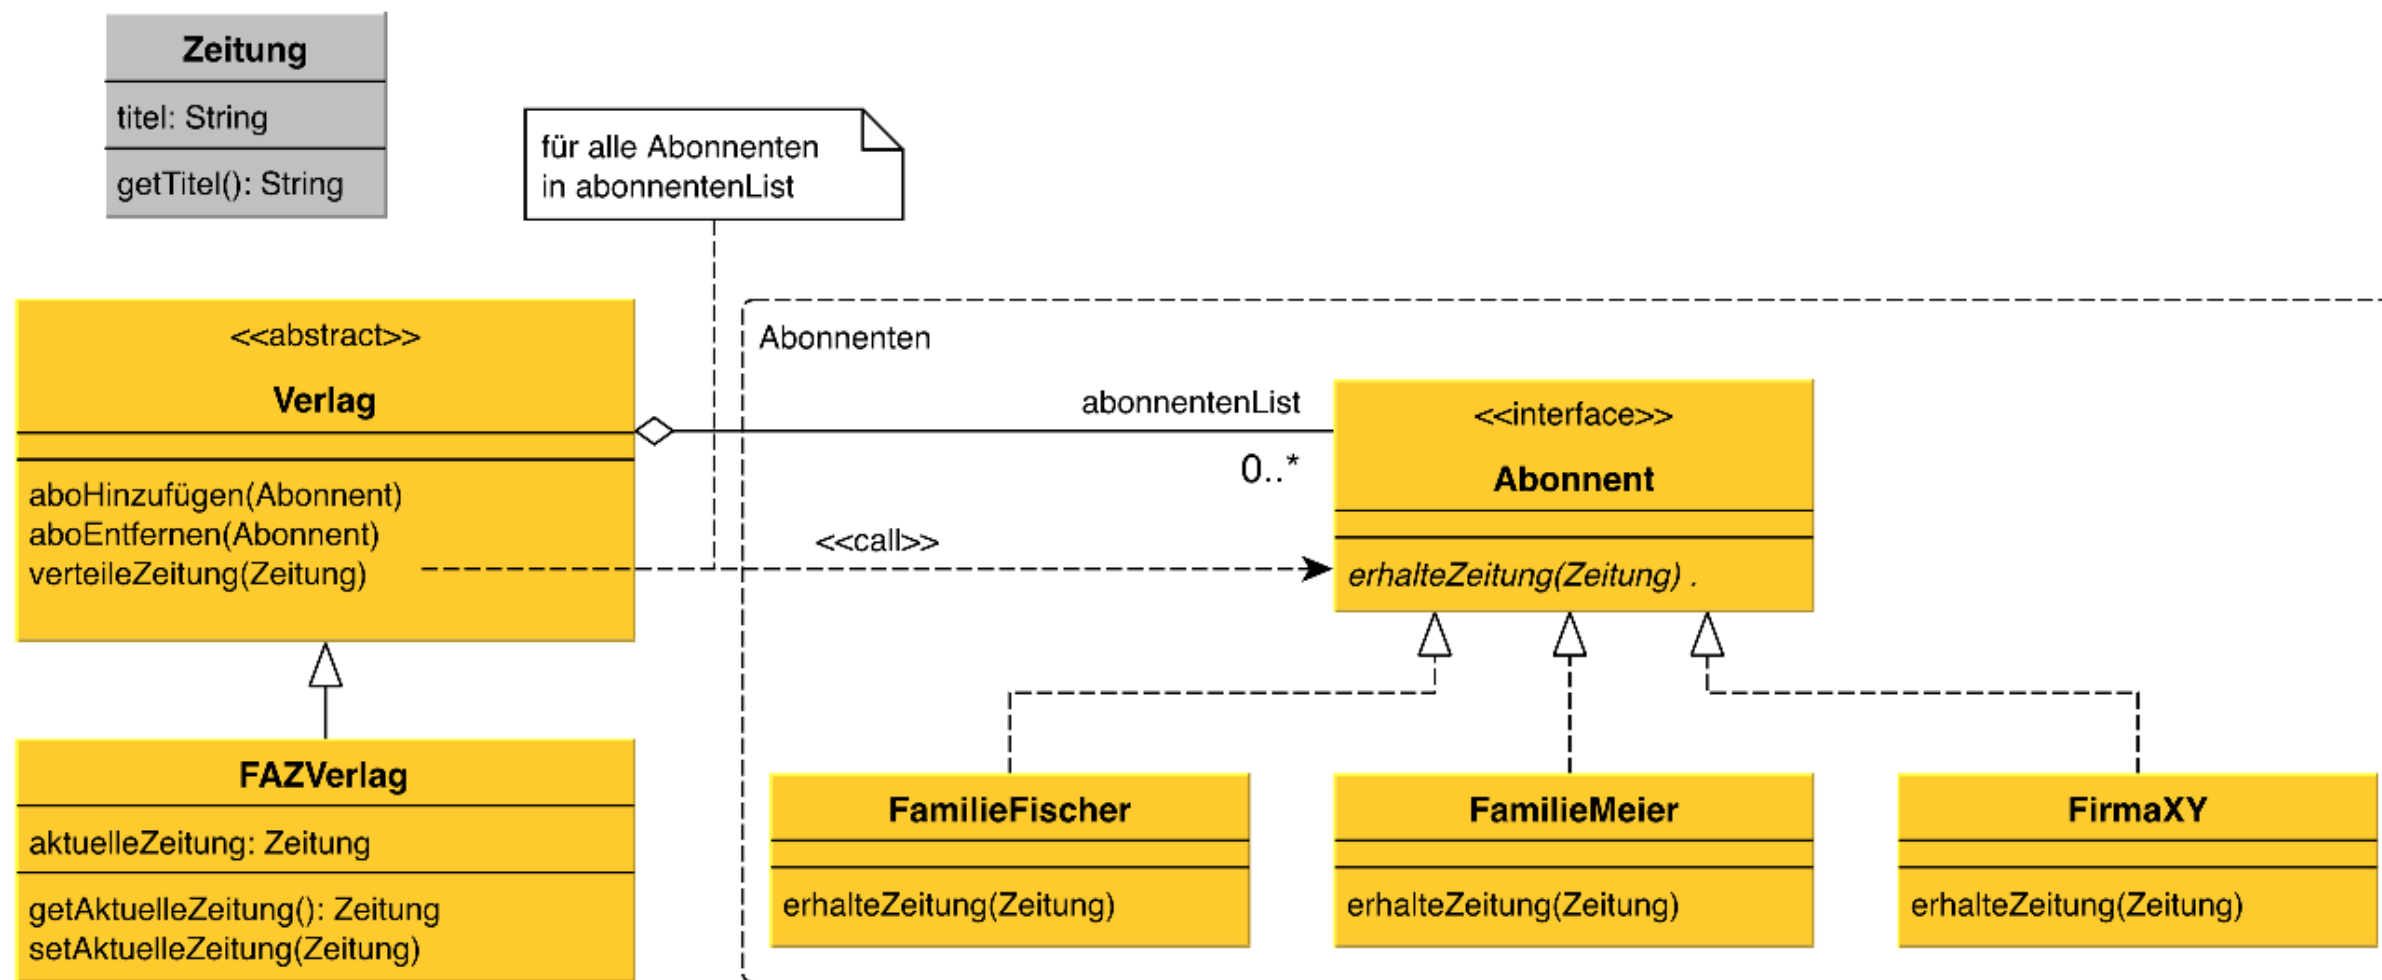 Zeitung
titel: String
getTitel(): String
für alle Abonnenten
in abonnentenList
<<abstract>>
Verlag
aboHinzufügen(Abonnent)
aboEntfernen(Abonnent)
verteileZeitung(Zeitung)
Abonnenten
abonnentenList
0..*
<<call>>
<<interface>>
Abonnent
erhalteZeitung(Zeitung) .
FAZVerlag
aktuelleZeitung: Zeitung
getAktuelleZeitung(): Zeitung
setAktuelleZeitung(Zeitung)
FamilieFischer
erhalteZeitung(Zeitung)
FamilieMeier
erhalteZeitung(Zeitung)
FirmaXY
erhalteZeitung(Zeitung)